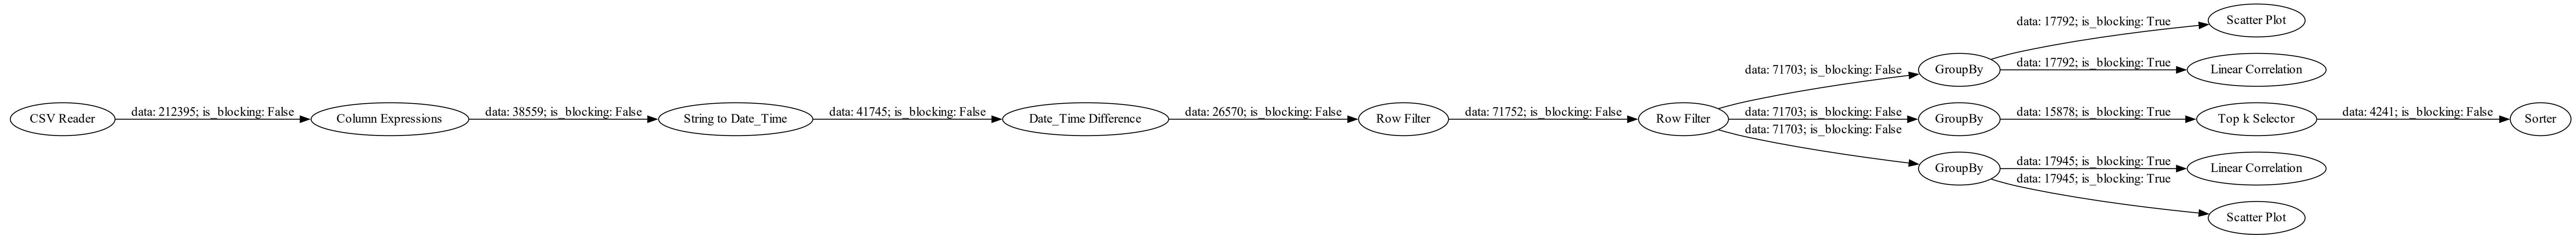 CSV Reader
data: 212395; is_blocking: False
Column Expressions
data: 38559; is_blocking: False
String to Date_Time
data: 41745; is_blocking: False
Date_Time Difference
data: 26570; is_blocking: False
Row Filter
data: 71752; is_blocking: False
Row Filter
data: 71703; is_blocking: False
GroupBy
data: 17792; is_blocking: True
Scatter Plot
data: 17792; is_blocking: True
Linear Correlation
data: 71703; is_blocking: False
GroupBy
data: 15878; is_blocking: True
Top k Selector
data: 4241; is_blocking: False
Sorter
data: 71703; is_blocking: False
GroupBy
data: 17945; is_blocking: True
Linear Correlation
data: 17945; is_blocking: True
Scatter Plot